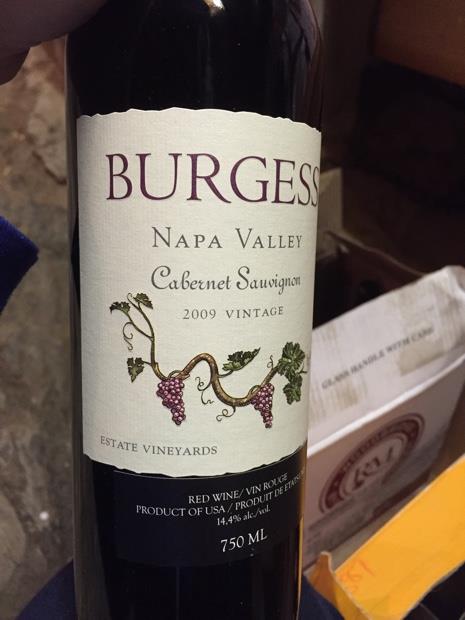 BURGESS
NAPA VALLEY
Cabernet Sauvignon
2009 VINTAGE
ESTATE VINEYARDS
RED WINE/ VIN ROUGE
PRODUCT OF USA / PRODUIT DE
14,4% alc./vol.
750 ML
GLASS HANDLE WITH CARE
RM